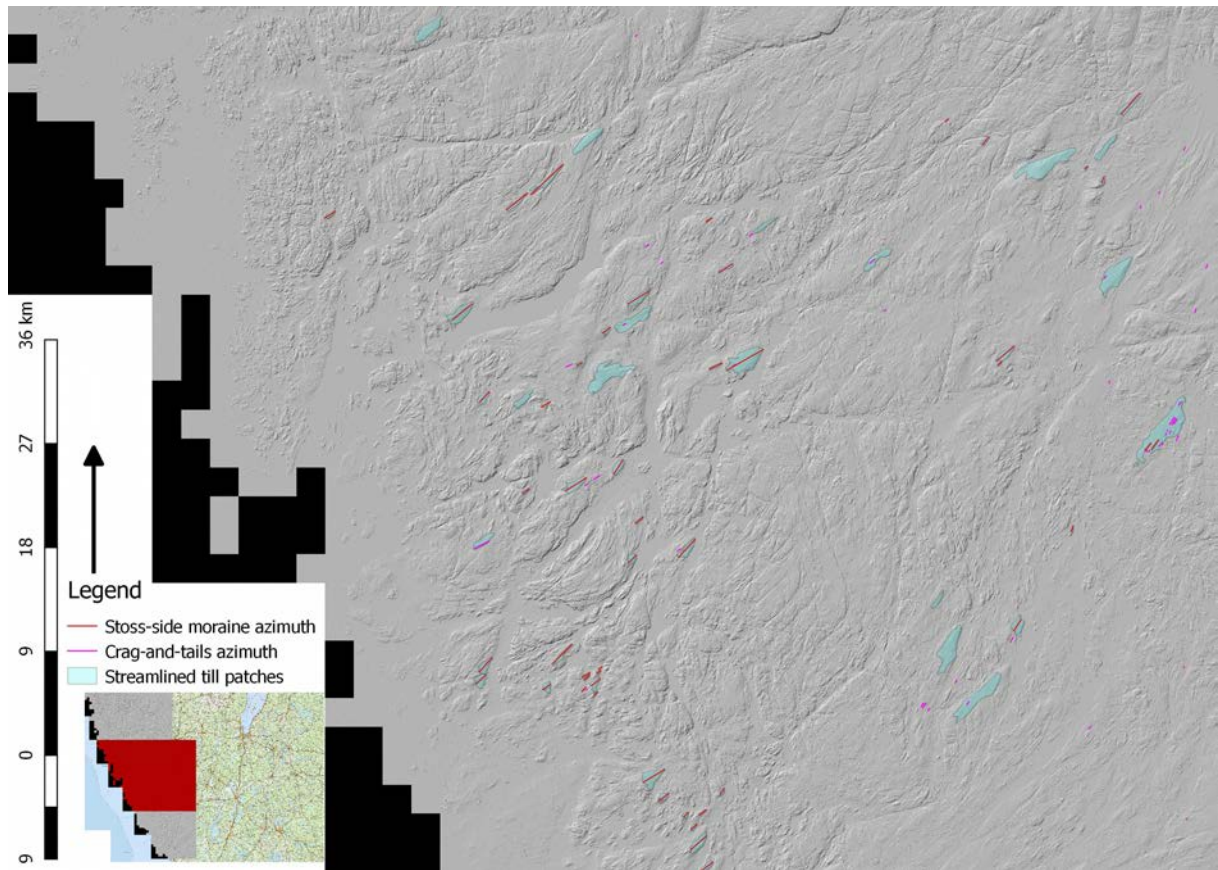 36 km
27
18
9
0
9
Legend
Stoss-side moraine azimuth
Crag-and-tails azimuth
Streamlined till patches